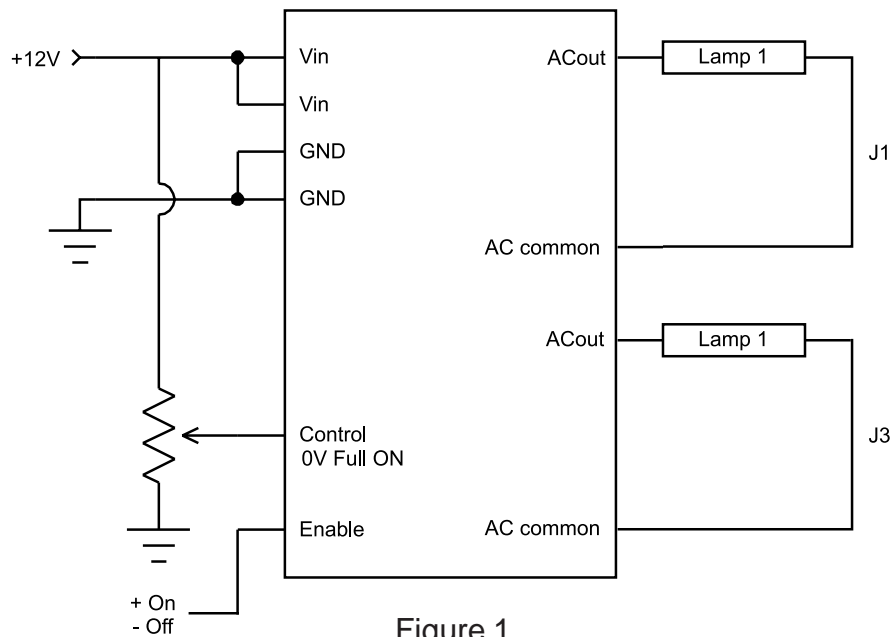 +12V
Vin
Vin
GND
GND
Control
0V Full ON
Enable
+ On
- Off
ACout
Lamp 1
J1
AC common
ACout
Lamp 1
J3
AC common
Figure 1